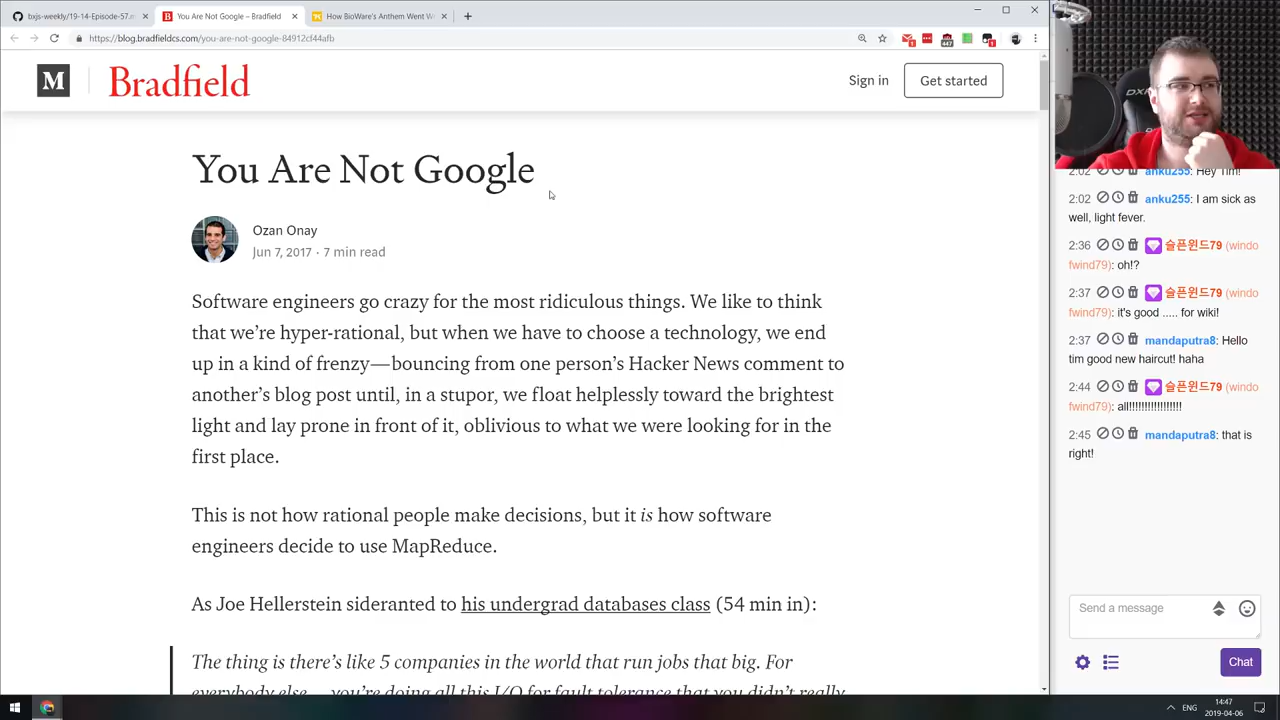 bxjs-weekly/19-14-Episode-57.m
You Are Not Google – Bradfield
How BioWare's Anthem Went W
https://blog.bradfieldcs.com/you-are-not-google-84912cf44afb
447
M
Bradfield
Sign in
Get started
You Are Not Google
Ozan Onay
Jun 7, 2017 · 7 min read
Software engineers go crazy for the most ridiculous things. We like to think
that we're hyper-rational, but when we have to choose a technology, we end
up in a kind of frenzy — bouncing from one person's Hacker News comment to
another's blog post until, in a stupor, we float helplessly toward the brightest
light and lay prone in front of it, oblivious to what we were looking for in the
first place.
This is not how rational people make decisions, but it is how software
engineers decide to use MapReduce.
As Joe Hellerstein sideranted to his undergrad databases class (54 min in):
The thing is there's like 5 companies in the world that run jobs that big. For
everybody else… you're doing all this I/O for fault tolerance that you didn't really
DXR
2:02 anku255: Hey Tim!
2:02 anku255: I am sick as
well, light fever.
2:36 슬픈윈드79 (windo
fwind79): oh!?
2:37 슬픈윈드79 (windo
fwind79): it's good ..... for wiki!
2:37 mandaputra8: Hello
tim good new haircut! haha
2:44 슬픈윈드79 (windo
fwind79): all!!!!!!!!!!!!!!!!!
2:45 mandaputra8: that is
right!
Send a message
Chat
ENG
14:47
2019-04-06